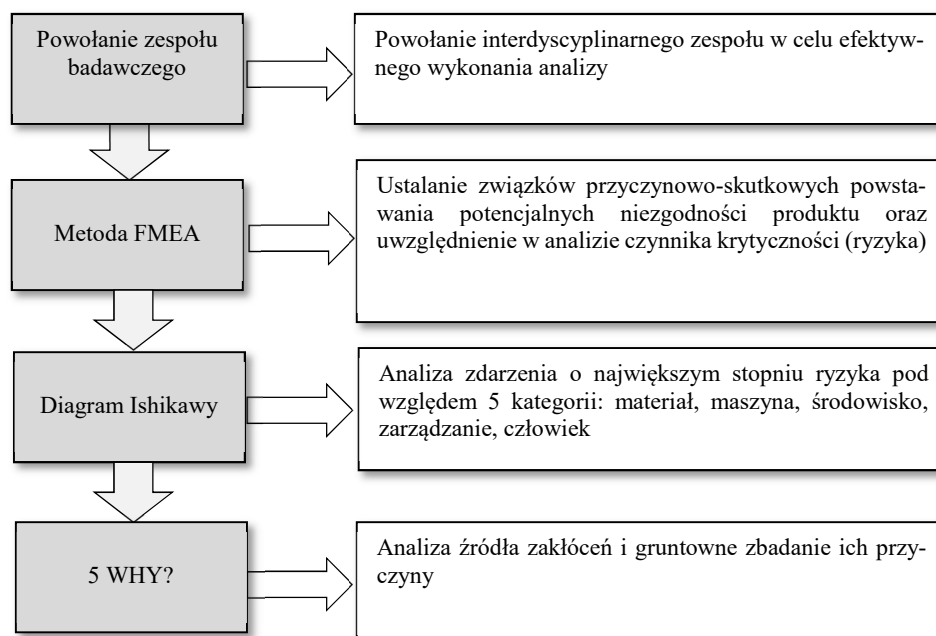 Powołanie zespołu
badawczego
Powołanie interdyscyplinarnego zespołu w celu efektyw-
nego wykonania analizy
Metoda FMEA
Ustalanie związków przyczynowo-skutkowych powsta-
wania potencjalnych niezgodności produktu oraz
uwzględnienie w analizie czynnika krytyczności (ryzyka)
Diagram Ishikawy
Analiza zdarzenia o największym stopniu ryzyka pod
względem 5 kategorii: materiał, maszyna, środowisko,
zarządzanie, człowiek
5 WHY?
Analiza źródła zakłóceń i gruntowne zbadanie ich przy-
czyny